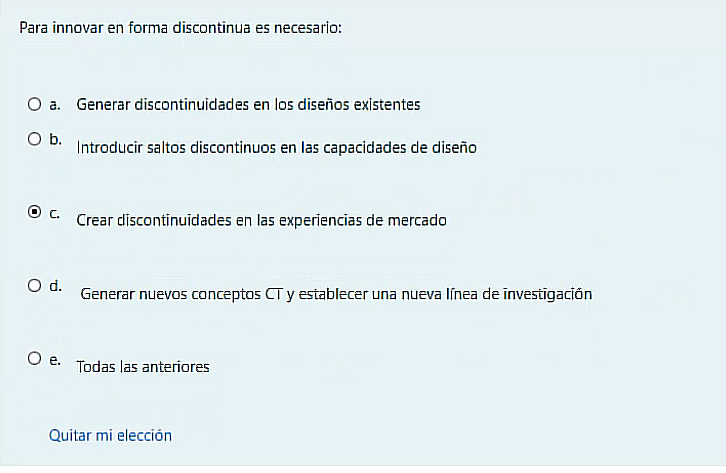 Para innovar en forma discontinua es necesario:
a. Generar discontinuidades en los diseños existentes
b. Introducir saltos discontinuos en las capacidades de diseño
c. Crear discontinuidades en las experiencias de mercado
d. Generar nuevos conceptos CT y establecer una nueva línea de investigación
e. Todas las anteriores
Quitar mi elección